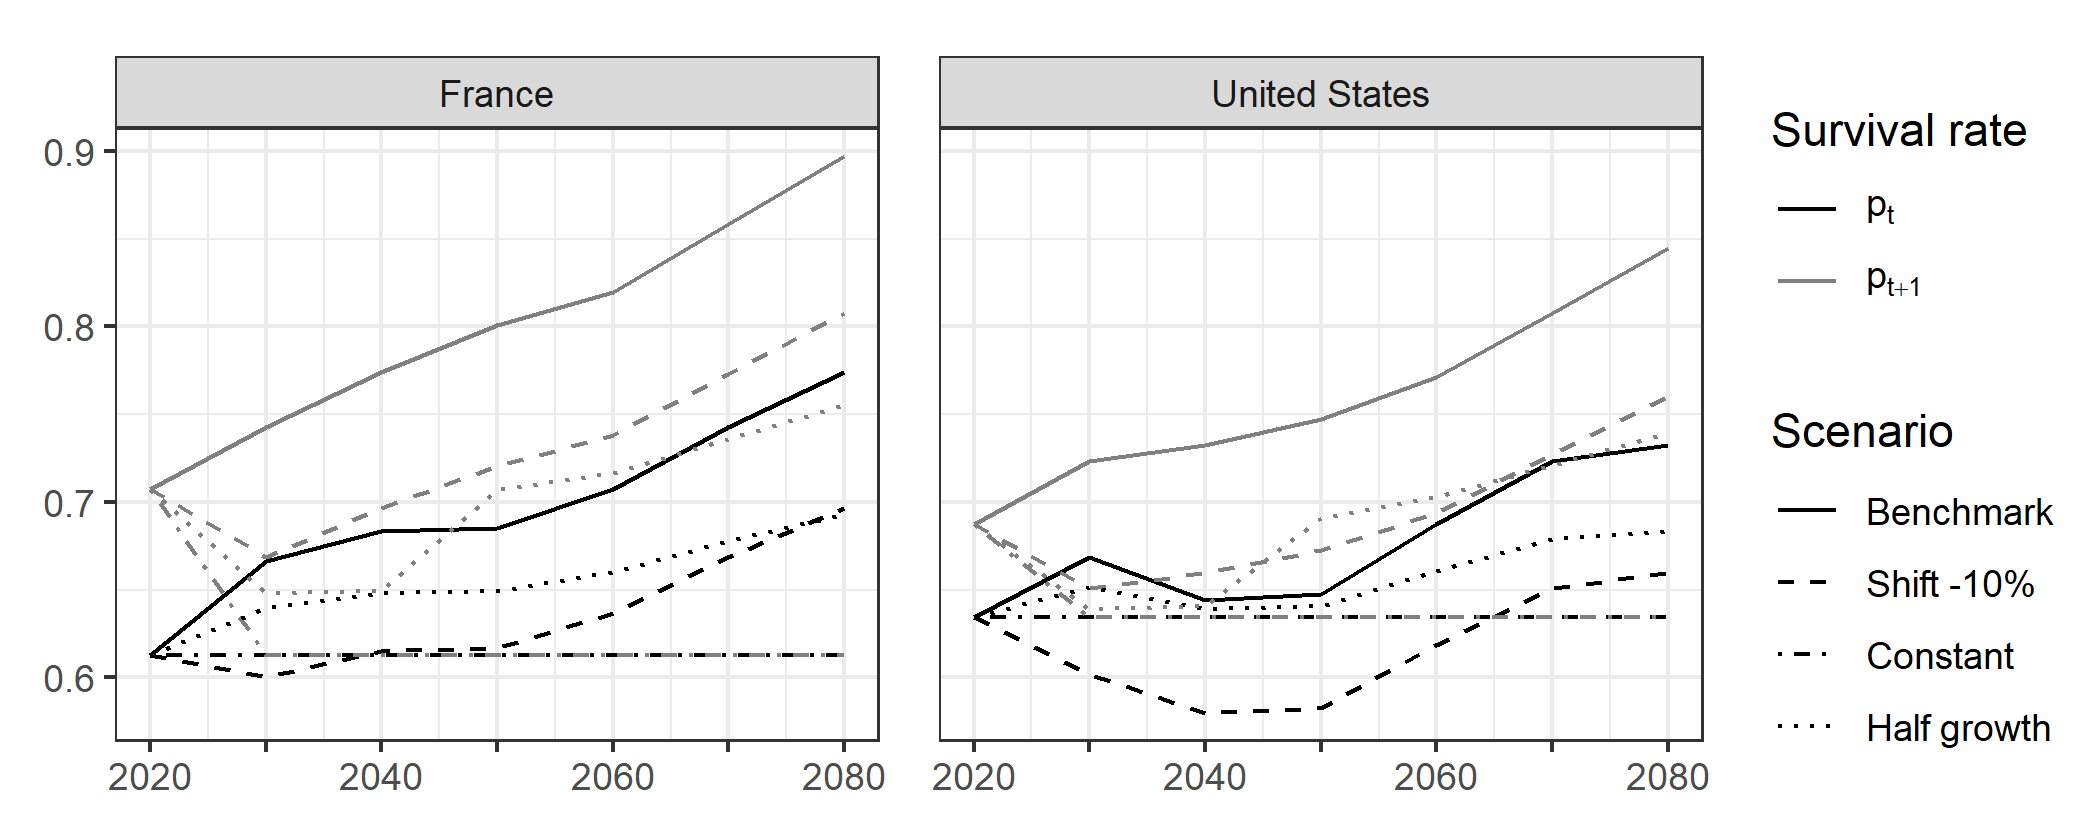 France
United States
0.9
0.8
0.7
0.6
2020 2040 2060 2080
2020 2040 2060 2080
Survival rate
pt
pt+1
Scenario
Benchmark
Shift -10%
Constant
Half growth